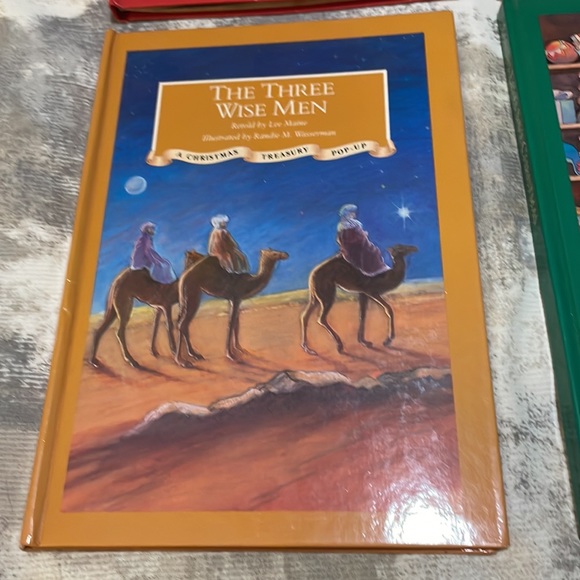 THE THREE
WISE MEN
Retold by Lee Maine
Illustrated by Randie M. Wasserman
A CHRISTMAS TREASURY POP-UP